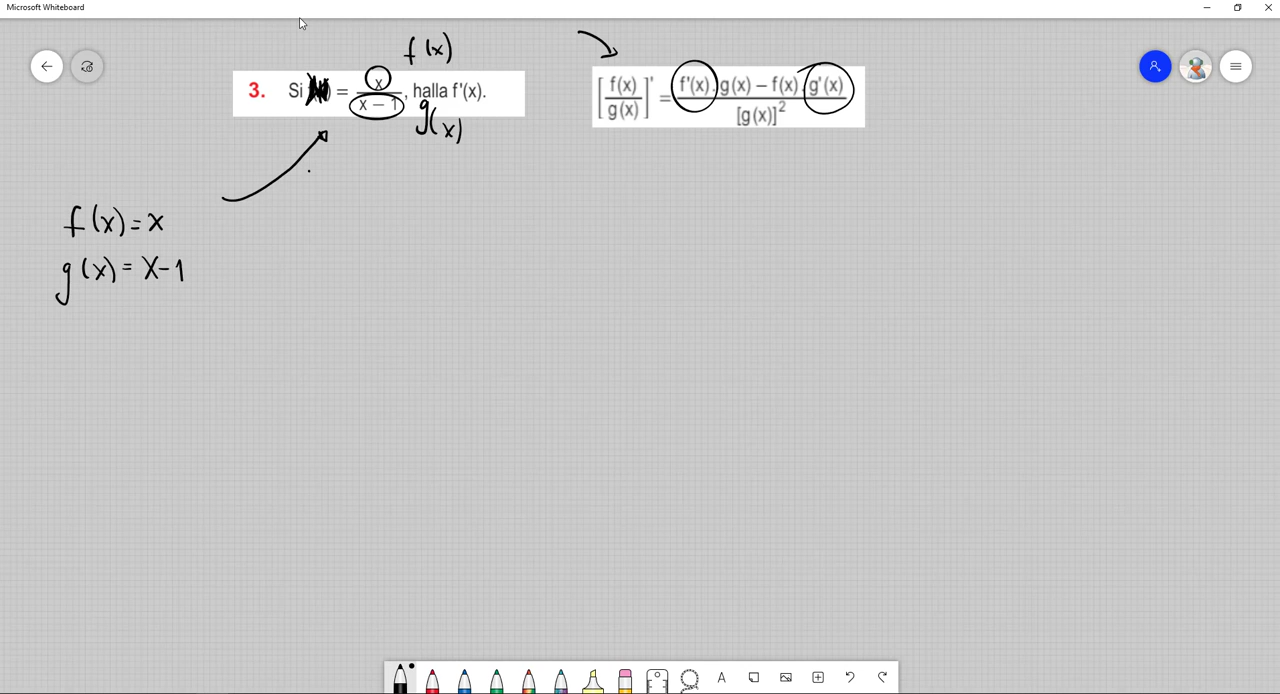 Microsoft Whiteboard
f(x)
3. Si = x / x − 1, halla f'(x).
g(x)
[f(x) / g(x)]' = f'(x).g(x) − f(x).g'(x) / [g(x)]²
f(x) = x
g(x) = x-1
A